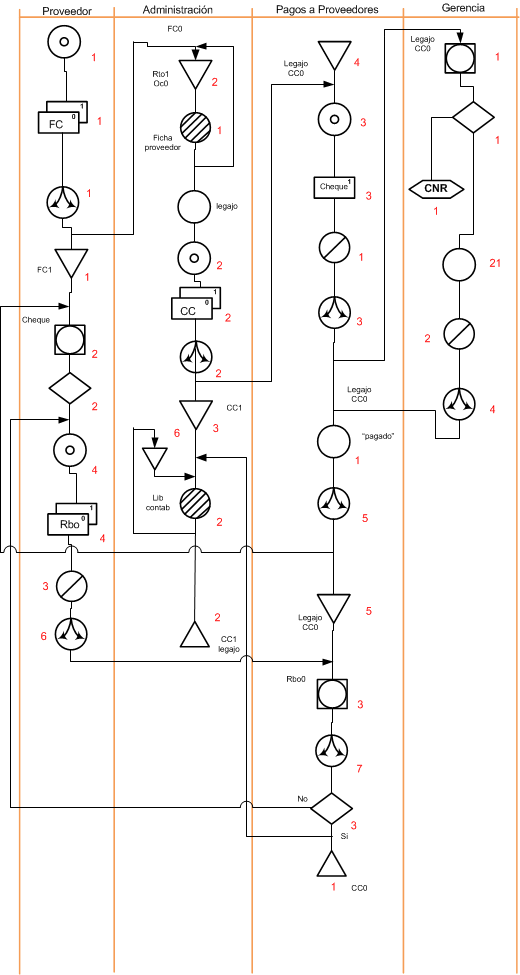 Proveedor
Administración
Pagos a Proveedores
Gerencia
1
1
FC
0
1
1
FC1
1
Cheque
2
2
4
1
Rbo
0
4
3
6
FC0
Rto1
Oc0
2
Ficha
proveedor
1
legajo
2
1
CC
0
2
2
CC1
3
6
Lib
contab
2
2
CC1
legajo
Legajo
CC0
4
3
Cheque
1
3
1
3
Legajo
CC0
"pagado"
1
5
Legajo
CC0
5
Rbo0
3
7
No
3
Si
1
CC0
Legajo
CC0
1
1
CNR
1
21
2
4